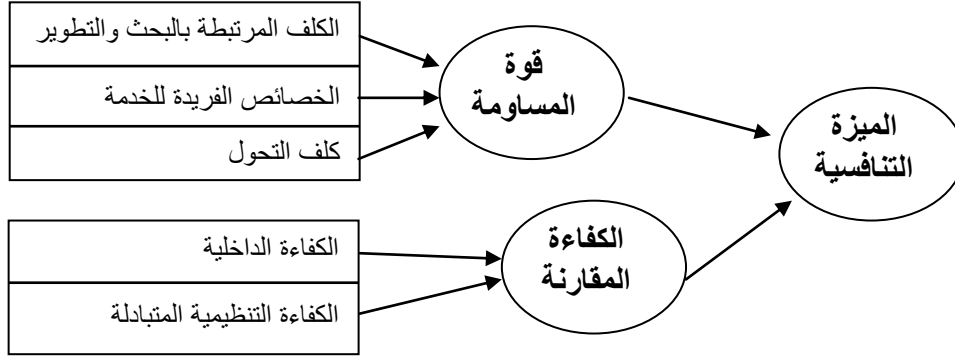 الكلف المرتبطة بالبحث والتطوير
الخصائص الفريدة للخدمة
كلف التحول
قوة
المساومة
الميزة
التنافسية
الكفاءة الداخلية
الكفاءة التنظيمية المتبادلة
الكفاءة
المقارنة